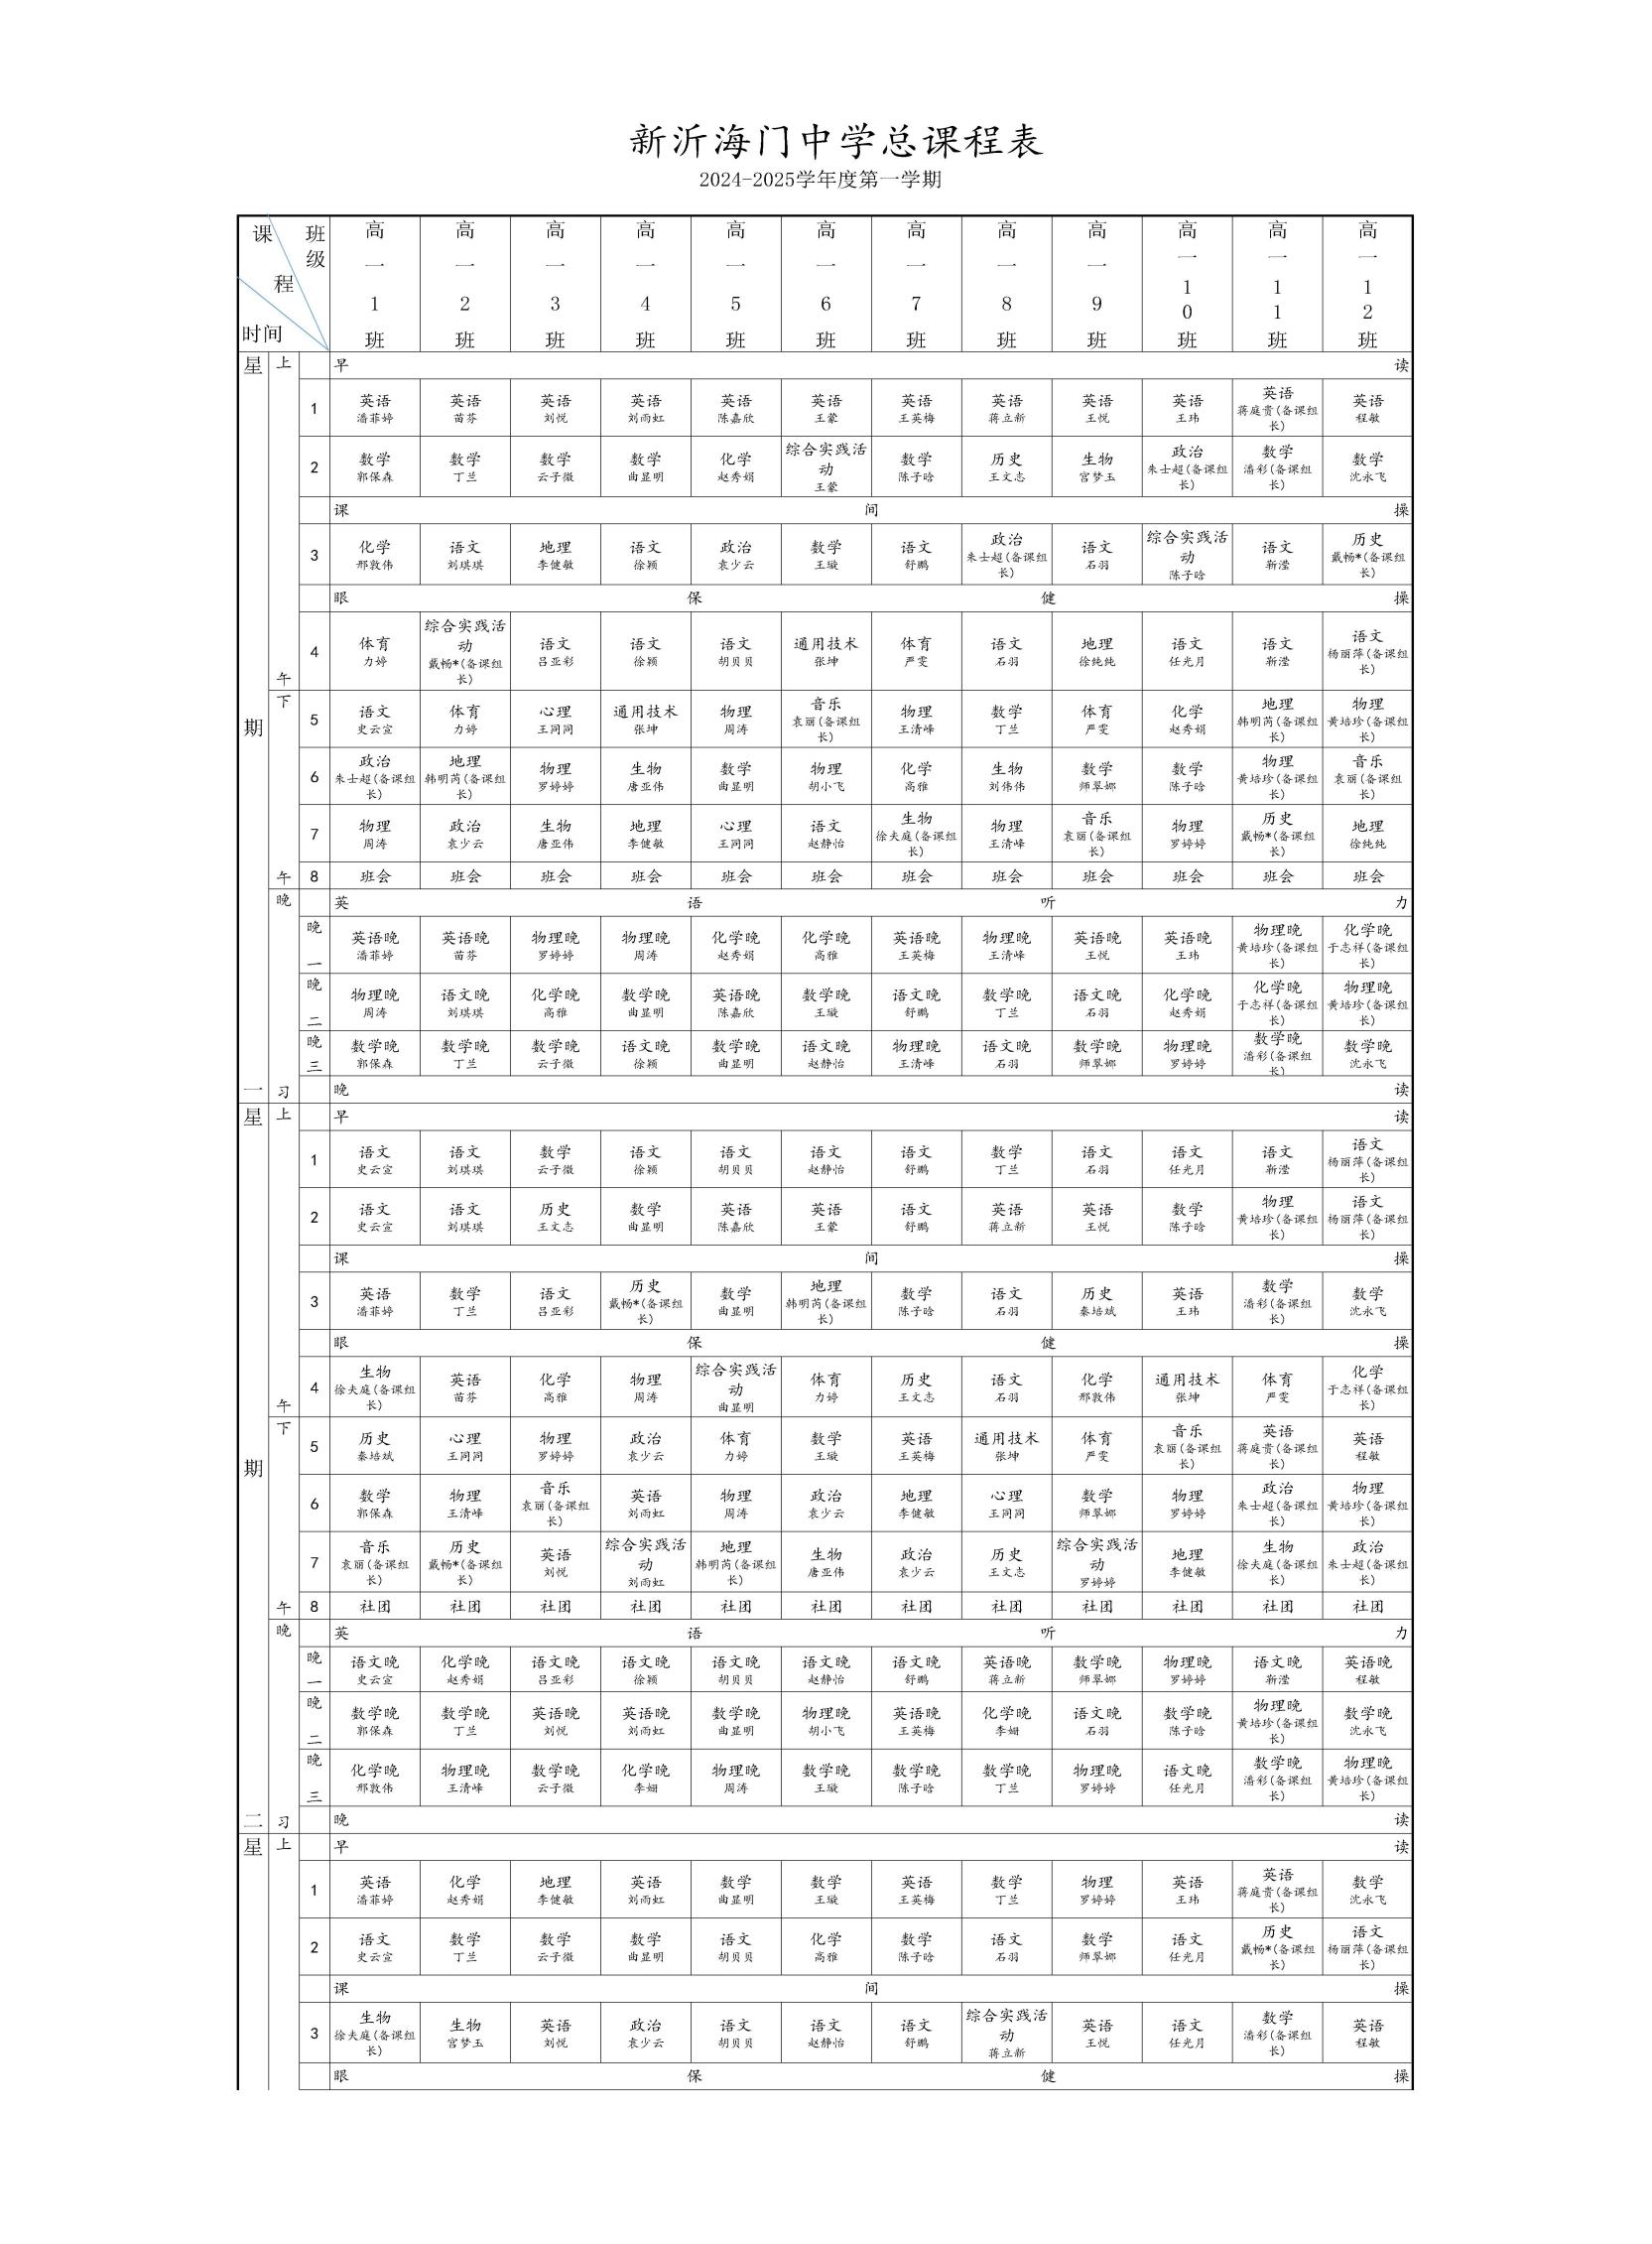 新沂海门中学总课程表
2024-2025学年度第一学期
课程 班级 时间 高一1班 高一2班 高一3班 高一4班 高一5班 高一6班 高一7班 高一8班 高一9班 高一10班 高一11班 高一12班
星期一 上午 早 读
1 英语 潘菲婷 英语 苗芬 英语 刘悦 英语 刘雨虹 英语 陈嘉欣 英语 王蒙 英语 王英梅 英语 蒋立新 英语 王悦 英语 王玮 英语 蒋庭贵(备课组长) 英语 程敏
2 数学 郭保森 数学 丁兰 数学 云子微 数学 曲显明 化学 赵秀娟 综合实践活动 王蒙 数学 陈子晗 历史 王文志 生物 宫梦玉 政治 朱士超(备课组长) 数学 潘彩(备课组长) 数学 沈永飞
课 间 操
3 化学 邢敦伟 语文 刘琪琪 地理 李健敏 语文 徐颖 政治 袁少云 数学 王璇 语文 舒鹏 政治 朱士超(备课组长) 语文 石羽 综合实践活动 陈子晗 语文 靳滢 历史 戴畅*(备课组长)
眼 保 健 操
4 体育 力婷 综合实践活动 戴畅*(备课组长) 语文 吕亚彩 语文 徐颖 语文 胡贝贝 通用技术 张坤 体育 严雯 语文 石羽 地理 徐纯纯 语文 任光月 语文 靳滢 语文 杨丽萍(备课组长)
下午 5 语文 史云宣 体育 力婷 心理 王同同 通用技术 张坤 物理 周涛 音乐 袁丽(备课组长) 物理 王清峰 数学 丁兰 体育 严雯 化学 赵秀娟 地理 韩明芮(备课组长) 物理 黄培珍(备课组长)
6 政治 朱士超(备课组长) 地理 韩明芮(备课组长) 物理 罗婷婷 生物 唐亚伟 数学 曲显明 物理 胡小飞 化学 高雅 生物 刘伟伟 数学 师翠娜 数学 陈子晗 物理 黄培珍(备课组长) 音乐 袁丽(备课组长)
7 物理 周涛 政治 袁少云 生物 唐亚伟 地理 李健敏 心理 王同同 语文 赵静怡 生物 徐夫庭(备课组长) 物理 王清峰 音乐 袁丽(备课组长) 物理 罗婷婷 历史 戴畅*(备课组长) 地理 徐纯纯
8 班会 班会 班会 班会 班会 班会 班会 班会 班会 班会 班会 班会
晚习 英 语 听 力
晚一 英语晚 潘菲婷 英语晚 苗芬 物理晚 罗婷婷 物理晚 周涛 化学晚 赵秀娟 化学晚 高雅 英语晚 王英梅 物理晚 王清峰 英语晚 王悦 英语晚 王玮 物理晚 黄培珍(备课组长) 化学晚 于志祥(备课组长)
晚二 物理晚 周涛 语文晚 刘琪琪 化学晚 高雅 数学晚 曲显明 英语晚 陈嘉欣 数学晚 王璇 语文晚 舒鹏 数学晚 丁兰 语文晚 石羽 化学晚 赵秀娟 化学晚 于志祥(备课组长) 物理晚 黄培珍(备课组长)
晚三 数学晚 郭保森 数学晚 丁兰 数学晚 云子微 语文晚 徐颖 数学晚 曲显明 语文晚 赵静怡 物理晚 王清峰 语文晚 石羽 数学晚 师翠娜 物理晚 罗婷婷 数学晚 潘彩(备课组长) 数学晚 沈永飞
晚 读
星期二 上午 早 读
1 语文 史云宣 语文 刘琪琪 数学 云子微 语文 徐颖 语文 胡贝贝 语文 赵静怡 语文 舒鹏 数学 丁兰 语文 石羽 语文 任光月 语文 靳滢 语文 杨丽萍(备课组长)
2 语文 史云宣 语文 刘琪琪 历史 王文志 数学 曲显明 英语 陈嘉欣 英语 王蒙 语文 舒鹏 英语 蒋立新 英语 王悦 数学 陈子晗 物理 黄培珍(备课组长) 语文 杨丽萍(备课组长)
课 间 操
3 英语 潘菲婷 数学 丁兰 语文 吕亚彩 历史 戴畅*(备课组长) 数学 曲显明 地理 韩明芮(备课组长) 数学 陈子晗 语文 石羽 历史 秦培斌 英语 王玮 数学 潘彩(备课组长) 数学 沈永飞
眼 保 健 操
4 生物 徐夫庭(备课组长) 英语 苗芬 化学 高雅 物理 周涛 综合实践活动 曲显明 体育 力婷 历史 王文志 语文 石羽 化学 邢敦伟 通用技术 张坤 体育 严雯 化学 于志祥(备课组长)
下午 5 历史 秦培斌 心理 王同同 物理 罗婷婷 政治 袁少云 体育 力婷 数学 王璇 英语 王英梅 通用技术 张坤 体育 严雯 音乐 袁丽(备课组长) 英语 蒋庭贵(备课组长) 英语 程敏
6 数学 郭保森 物理 王清峰 音乐 袁丽(备课组长) 英语 刘雨虹 物理 周涛 政治 袁少云 地理 李健敏 心理 王同同 数学 师翠娜 物理 罗婷婷 政治 朱士超(备课组长) 物理 黄培珍(备课组长)
7 音乐 袁丽(备课组长) 历史 戴畅*(备课组长) 英语 刘悦 综合实践活动 刘雨虹 地理 韩明芮(备课组长) 生物 唐亚伟 政治 袁少云 历史 王文志 综合实践活动 罗婷婷 地理 李健敏 生物 徐夫庭(备课组长) 政治 朱士超(备课组长)
8 社团 社团 社团 社团 社团 社团 社团 社团 社团 社团 社团 社团
晚习 英 语 听 力
晚一 语文晚 史云宣 化学晚 赵秀娟 语文晚 吕亚彩 语文晚 徐颖 语文晚 胡贝贝 语文晚 赵静怡 语文晚 舒鹏 英语晚 蒋立新 数学晚 师翠娜 物理晚 罗婷婷 语文晚 靳滢 英语晚 程敏
晚二 数学晚 郭保森 数学晚 丁兰 英语晚 刘悦 英语晚 刘雨虹 数学晚 曲显明 物理晚 胡小飞 英语晚 王英梅 化学晚 李姗 语文晚 石羽 数学晚 陈子晗 物理晚 黄培珍(备课组长) 数学晚 沈永飞
晚三 化学晚 邢敦伟 物理晚 王清峰 数学晚 云子微 化学晚 李姗 物理晚 周涛 数学晚 王璇 数学晚 陈子晗 数学晚 丁兰 物理晚 罗婷婷 语文晚 任光月 数学晚 潘彩(备课组长) 物理晚 黄培珍(备课组长)
晚 读
星 上 早 读
1 英语 潘菲婷 化学 赵秀娟 地理 李健敏 英语 刘雨虹 数学 曲显明 数学 王璇 英语 王英梅 数学 丁兰 物理 罗婷婷 英语 王玮 英语 蒋庭贵(备课组长) 数学 沈永飞
2 语文 史云宣 数学 丁兰 数学 云子微 数学 曲显明 语文 胡贝贝 化学 高雅 数学 陈子晗 语文 石羽 数学 师翠娜 语文 任光月 历史 戴畅*(备课组长) 语文 杨丽萍(备课组长)
课 间 操
3 生物 徐夫庭(备课组长) 生物 宫梦玉 英语 刘悦 政治 袁少云 语文 胡贝贝 语文 赵静怡 语文 舒鹏 综合实践活动 蒋立新 英语 王悦 语文 任光月 数学 潘彩(备课组长) 英语 程敏
眼 保 健 操